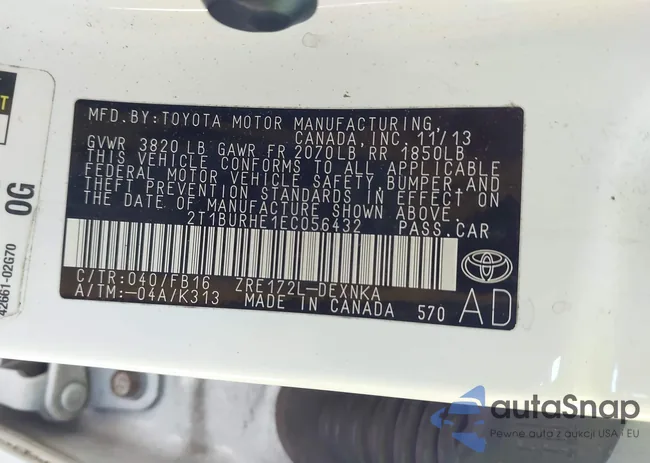 MFD.BY:TOYOTA MOTOR MANUFACTURING,
CANADA,INC. 11/13
GVWR 3820 LB GAWR FR 2070LB RR 1850LB
THIS VEHICLE CONFORMS TO ALL APPLICABLE
FEDERAL MOTOR VEHICLE SAFETY, BUMPER, AND
THEFT PREVENTION STANDARDS IN EFFECT ON
THE DATE OF MANUFACTURE SHOWN ABOVE.
2T1BURHE1EC056432 PASS.CAR
C/TR:040/FB16 ZRE172L-DEXNKA
A/TM:-04A/K313 MADE IN CANADA 570
AD
0G
42661-02G70
autaSnap
Pewne auto z aukcji USA i EU